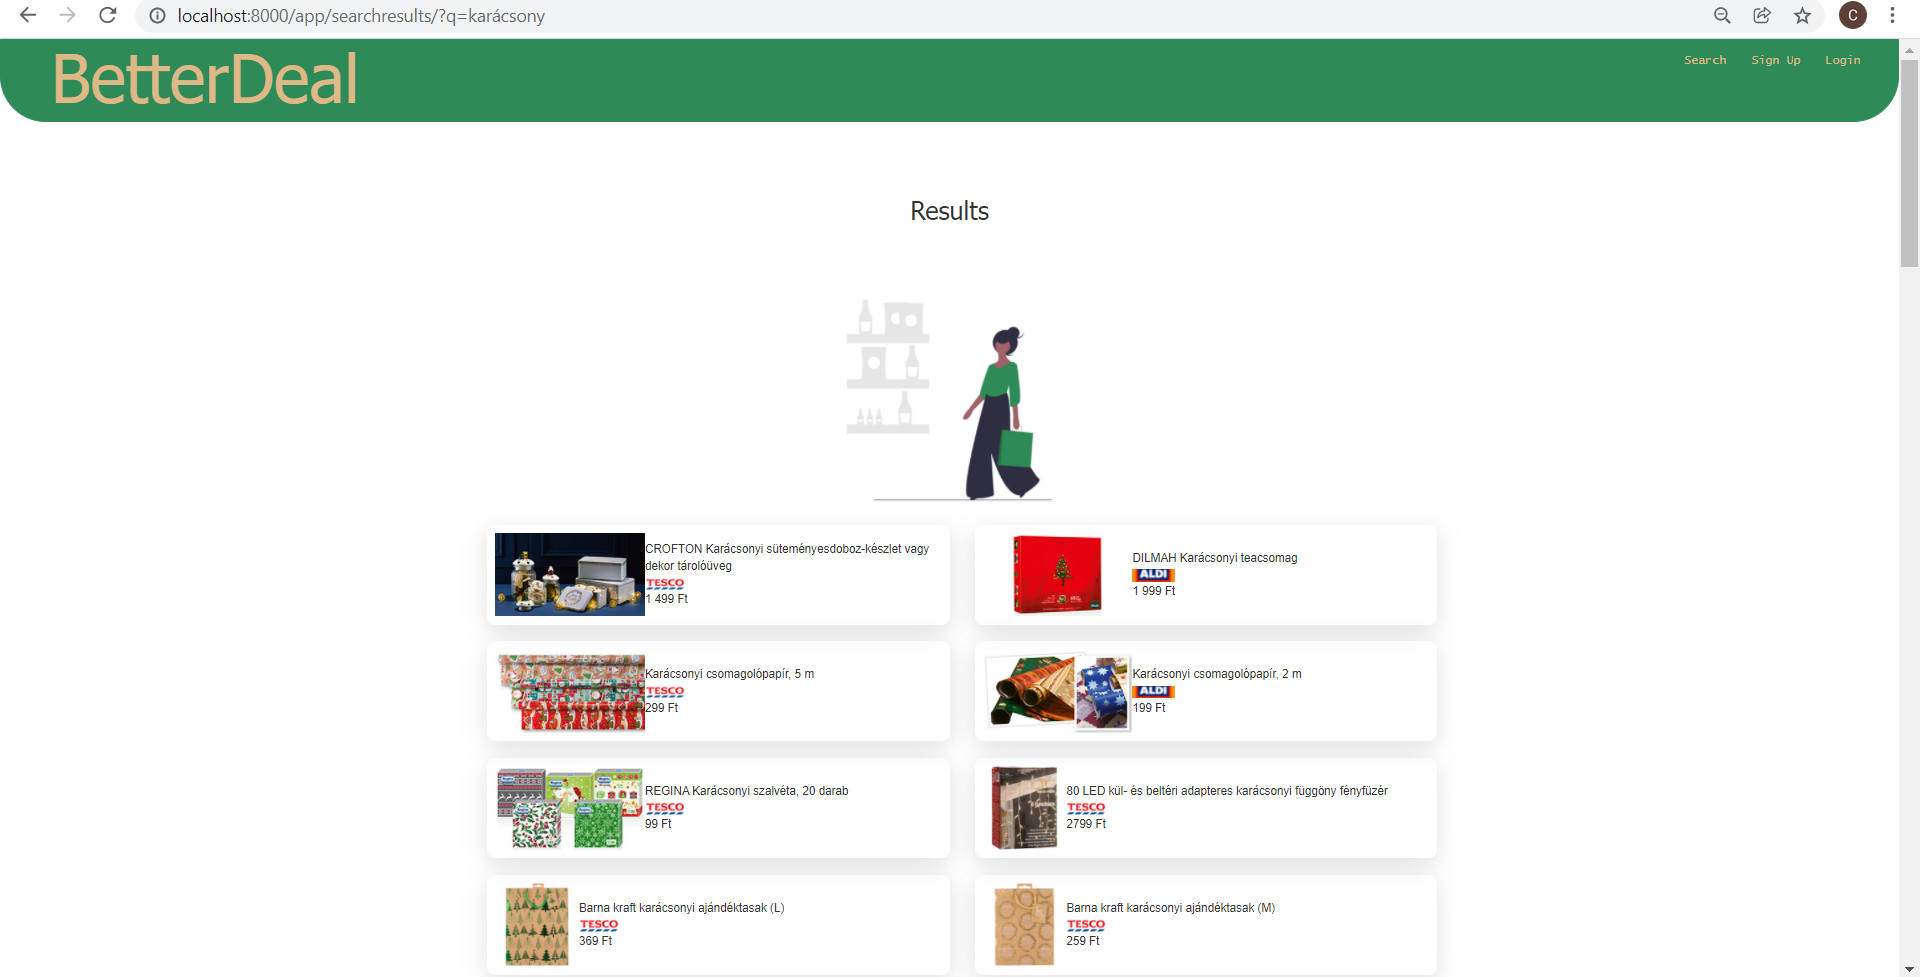 localhost:8000/app/searchresults/?q=karácsony
C
BetterDeal
Search Sign Up Login
Results
CROFTON Karácsonyi süteményesdoboz-készlet vagy
dekor tárolóüveg
TESCO
1 499 Ft
DILMAH Karácsonyi teacsomag
ALDI
1 999 Ft
Karácsonyi csomagolópapír, 5 m
TESCO
299 Ft
Karácsonyi csomagolópapír, 2 m
ALDI
199 Ft
REGINA Karácsonyi szalvéta, 20 darab
TESCO
99 Ft
80 LED kül- és beltéri adapteres karácsonyi függöny fényfüzér
TESCO
2799 Ft
Barna kraft karácsonyi ajándéktasak (L)
TESCO
369 Ft
Barna kraft karácsonyi ajándéktasak (M)
TESCO
259 Ft